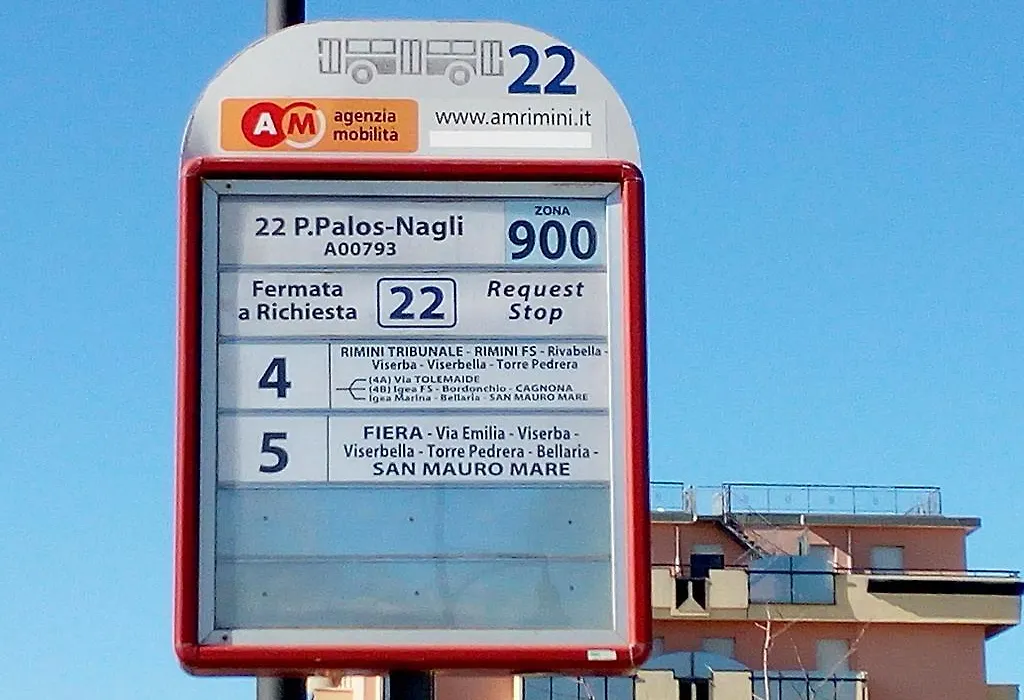 22
AM agenzia mobilità
www.amrimini.it
22 P.Palos-Nagli
A00793
ZONA
900
Fermata
a Richiesta
22
Request
Stop
4
RIMINI TRIBUNALE - RIMINI FS - Rivabella -
Viserba - Viserbella - Torre Pedrera
(4A) Via TOLEMAIDE
(4B) Igea FS - Bordonchio - CAGNONA
Igea Marina - Bellaria - SAN MAURO MARE
5
FIERA - Via Emilia - Viserba -
Viserbella - Torre Pedrera - Bellaria -
SAN MAURO MARE